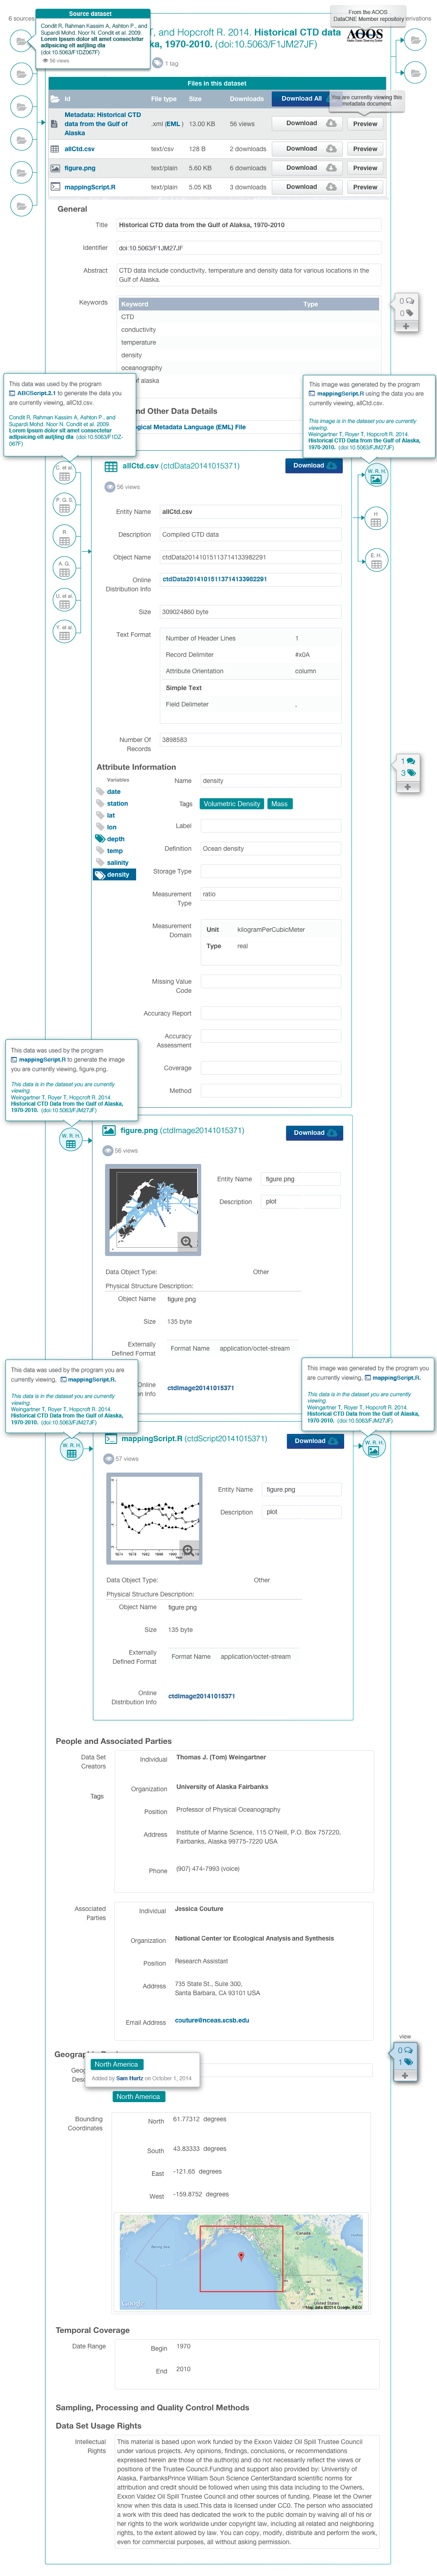 6 sources
Source dataset
Condit R, Rahman Kassim A, Ashton P., and
Supardi Mohd. Noor N. Condit et al. 2009.
Lorem ipsum dolor sit amet consectetur
adipsicing elit autjing dia
(doi:10.5063/F1DZ067F)
56 views
T, and Hopcroft R. 2014. Historical CTD data
ka, 1970-2010. (doi:10.5063/F1JM27JF)
1 tag
From the AOOS
DataONE Member repository.
AOOS
erivations
Files in this dataset
Id
File type
Size
Downloads
Download All
You are currently viewing this
metadata document.
Metadata: Historical CTD
data from the Gulf of
Alaska
.xml (EML )
13.00 KB
56 views
Download
Preview
allCtd.csv
text/csv
128 B
2 downloads
Download
Preview
figure.png
text/plain
5.60 KB
6 downloads
Download
Preview
mappingScript.R
text/plain
5.05 KB
3 downloads
Download
Preview
General
Title
Historical CTD data from the Gulf of Alaksa, 1970-2010
Identifier
doi:10.5063/F1JM27JF
Abstract
CTD data include conductivity, temperature and density data for various locations in the
Gulf of Alaska.
Keywords
Keyword
Type
CTD
conductivity
temperature
density
oceanography
of alaska
0
0
+
This data was used by the program
ABCScript.2.1 to generate the data you
are currently viewing, allCtd.csv.
Condit R, Rahman Kassim A, Ashton P., and
Supardi Mohd. Noor N. Condit et al. 2009.
Lorem ipsum dolor sit amet consectetur
adipsicing elit autjing dia (doi:10.5063/F1DZ-
067F)
This image was generated by the program
mappingScript.R using the data you are
currently viewing, allCtd.csv.
This image is in the dataset you are currently
viewing.
Weingartner T, Royer T, Hopcroft R. 2014.
Historical CTD Data from the Gulf of Alaska,
1970-2010. (doi:10.5063/FJM27JF)
nd Other Data Details
ogical Metadata Language (EML) File
allCtd.csv (ctdData20141015371)
Download
56 views
C. et al.
P. G. S.
R
A. G.
U. et al.
Y. et al.
W. R. H.
H
E. H.
Entity Name
allCtd.csv
Description
Compiled CTD data
Object Name
ctdData20141015113714133982291
Online
Distribution Info
ctdData20141015113714133982291
Size
309024860 byte
Text Format
Number of Header Lines
1
Record Delimiter
#x0A
Attribute Orientation
column
Simple Text
Field Delimeter
,
Number Of
Records
3898583
Attribute Information
Variables
date
station
lat
lon
depth
temp
salinity
density
Name
density
Tags
Volumetric Density
Mass
Label
Definition
Ocean density
Storage Type
Measurement
Type
ratio
Measurement
Domain
Unit
kilogramPerCubicMeter
Type
real
Missing Value
Code
Accuracy Report
Accuracy
Assessment
Coverage
Method
1
3
+
This data was used by the program
mappingScript.R to generate the image
you are currently viewing, figure.png.
This data is in the dataset you are currently
viewing.
Weingartner T, Royer T, Hopcroft R. 2014
Historical CTD Data from the Gulf of Alaska,
1970-2010. (doi:10.5063/FJM27JF)
W. R. H.
figure.png (ctdImage20141015371)
Download
56 views
Entity Name
figure.png
Description
plot
Data Object Type:
Other
Physical Structure Description:
Object Name
figure.png
Size
135 byte
Externally
Defined Format
Format Name
application/octet-stream
Online
on Info
ctdImage20141015371
This data was used by the program you are
currently viewing, mappingScript.R.
This data is in the dataset you are currently
viewing.
Weingartner T, Royer T, Hopcroft R. 2014
Historical CTD Data from the Gulf of Alaska,
1970-2010. (doi:10.5063/FJM27JF)
This image was generated by the program you
are currently viewing, mappingScript.R.
This data is in the dataset you are currently
viewing.
Weingartner T, Royer T, Hopcroft R. 2014
Historical CTD Data from the Gulf of Alaska,
1970-2010. (doi:10.5063/FJM27JF)
W. R. H.
W. R. H.
mappingScript.R (ctdScript20141015371)
Download
57 views
Entity Name
figure.png
Description
plot
Data Object Type:
Other
Physical Structure Description:
Object Name
figure.png
Size
135 byte
Externally
Defined Format
Format Name
application/octet-stream
Online
Distribution Info
ctdImage20141015371
People and Associated Parties
Data Set
Creators
Individual
Thomas J. (Tom) Weingartner
Tags
Organization
University of Alaska Fairbanks
Position
Professor of Physical Oceanography
Address
Institute of Marine Science, 115 O'Neill, P.O. Box 757220,
Fairbanks, Alaska 99775-7220 USA
Phone
(907) 474-7993 (voice)
Associated
Parties
Individual
Jessica Couture
Organization
National Center for Ecological Analysis and Synthesis
Position
Research Assistant
Address
735 State St., Suite 300,
Santa Barbara, CA 93101 USA
Email Address
couture@nceas.ucsb.edu
view
0
1
+
Geographic
North America
Added by Sam Hurtz on October 1, 2014
North America
Bounding
Coordinates
North
61.77312 degrees
South
43.83333 degrees
East
-121.65 degrees
West
-159.8752 degrees
Canada
United States
Google
Map data ©2014 Google, INEGI
Temporal Coverage
Date Range
Begin
1970
End
2010
Sampling, Processing and Quality Control Methods
Data Set Usage Rights
Intellectual
Rights
This material is based upon work funded by the Exxon Valdez Oil Spill Trustee Council
under various projects. Any opinions, findings, conclusions, or recommendations
expressed herein are those of the author(s) and do not necessarily reflect the views or
positions of the Trustee Council.Funding and support also provided by: Univeristy of
Alaska, FairbanksPrince William Soun Science CenterStandard scientific norms for
attribution and credit should be followed when using this data including to the Owners,
Exxon Valdez Oil Spill Trustee Council and other sources of funding. Please let the Owner
know when this data is used.This data is licensed under CC0. The person who associated
a work with this deed has dedicated the work to the public domain by waiving all of his or
her rights to the work worldwide under copyright law, including all related and neighboring
rights, to the extent allowed by law. You can copy, modify, distribute and perform the work,
even for commercial purposes, all without asking permission.